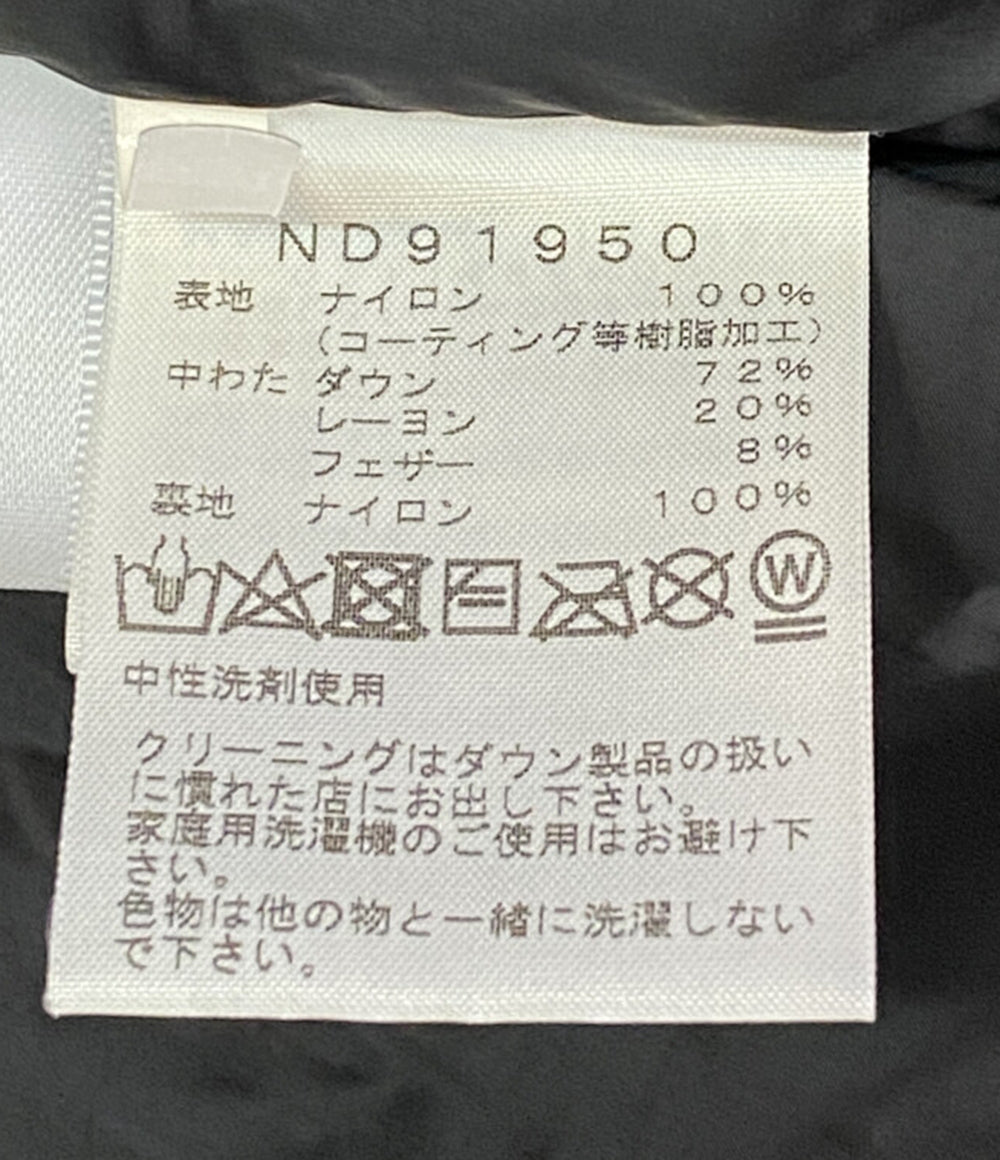 ND91950
表地 ナイロン 100%
(コーティング等樹脂加工)
中わた ダウン 72%
レーヨン 20%
フェザー 8%
裏地 ナイロン 100%
W
中性洗剤使用
クリーニングはダウン製品の扱い
に慣れた店にお出し下さい。
家庭用洗濯機のご使用はお避け下
さい。
色物は他の物と一緒に洗濯しない
で下さい。